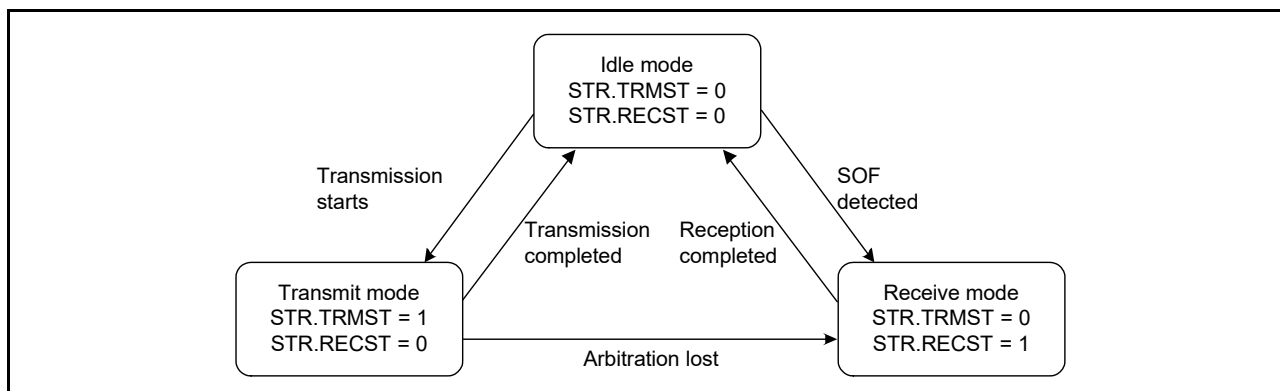 Idle mode
STR.TRMST = 0
STR.RECST = 0
Transmission
starts
SOF
detected
Transmission
completed
Reception
completed
Transmit mode
STR.TRMST = 1
STR.RECST = 0
Receive mode
STR.TRMST = 0
STR.RECST = 1
Arbitration lost